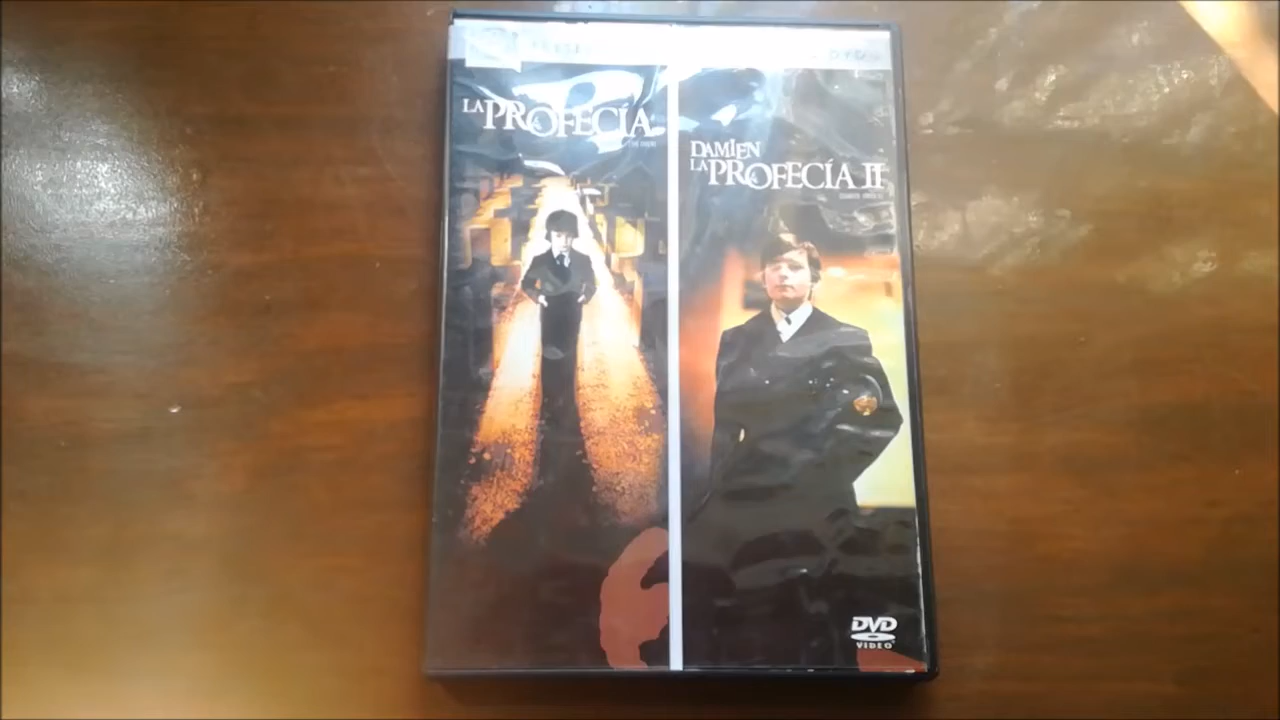 LA PROFECÍA
DAMIEN
LA PROFECÍA II
DVD
VIDEO